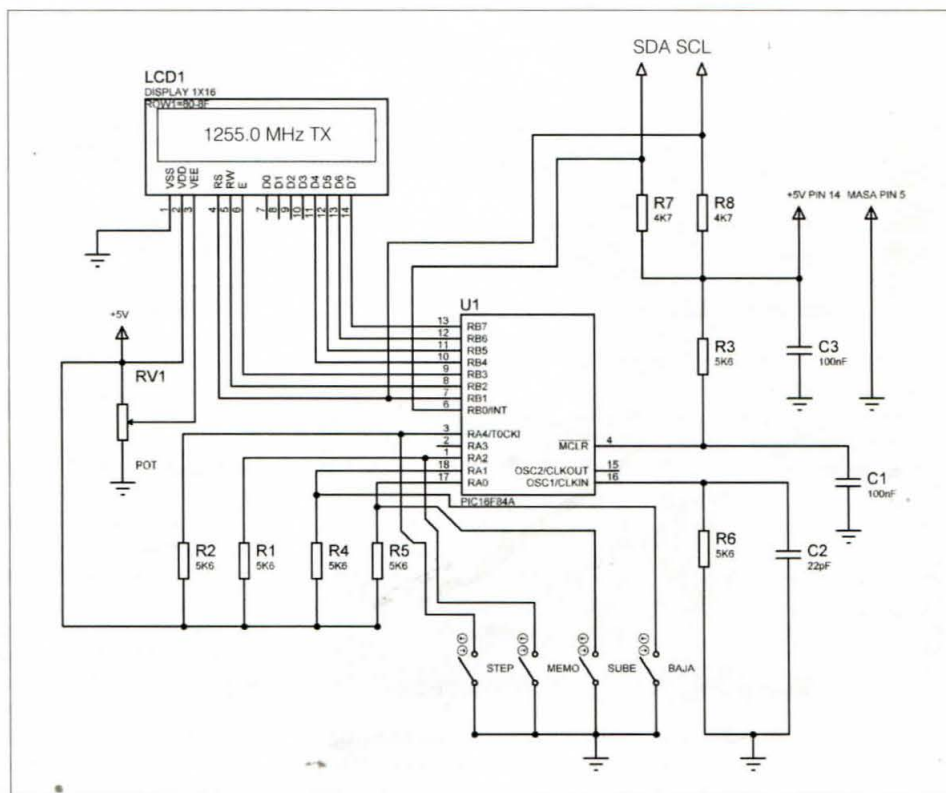 SDA SCL
LCD1
DISPLAY 1X16
ROW1=80-8F
1255.0 MHz TX
VSS
VDD
VEE
RS
RW
E
D0
D1
D2
D3
D4
D5
D6
D7
1
2
3
4
5
6
7
8
9
10
11
12
13
14
R7
4K7
R8
4K7
+5V PIN 14
MASA PIN 5
+5V
RV1
POT
U1
13 RB7
12 RB6
11 RB5
10 RB4
9 RB3
8 RB2
7 RB1
6 RB0/INT
3 RA4/T0CKI
2 RA3
1 RA2
18 RA1
17 RA0
MCLR 4
OSC2/CLKOUT 15
OSC1/CLKIN 16
PIC16F84A
R3
5K6
C3
100nF
C1
100nF
R2
5K6
R1
5K6
R4
5K6
R5
5K6
R6
5K6
C2
22pF
STEP
MEMO
SUBE
BAJA